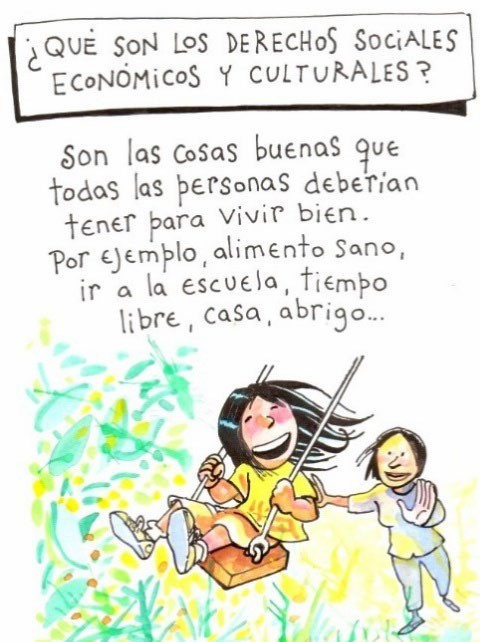 ¿QUÉ SON LOS DERECHOS SOCIALES
ECONÓMICOS Y CULTURALES?
Son las cosas buenas que
todas las personas deberían
tener para vivir bien.
Por ejemplo, alimento sano,
ir a la escuela, tiempo
libre, casa, abrigo...